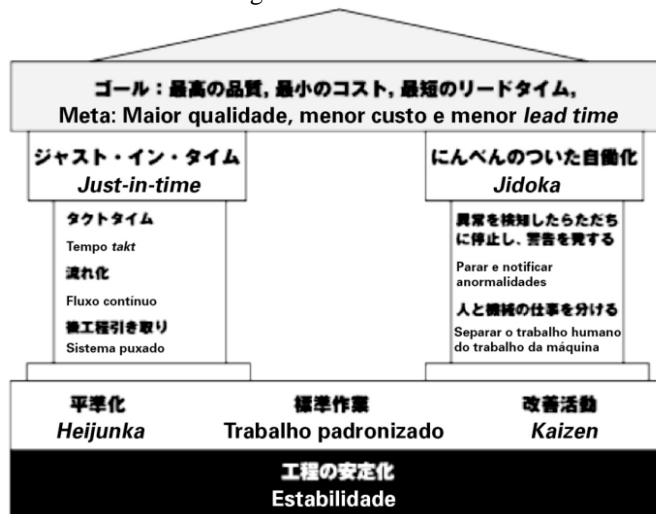 ゴール：最高の品質, 最小のコスト, 最短のリードタイム,
Meta: Maior qualidade, menor custo e menor lead time
ジャスト・イン・タイム
Just-in-time
タクトタイム
Tempo takt
流れ化
Fluxo contínuo
後工程引き取り
Sistema puxado
にんべんのついた自働化
Jidoka
異常を検知したらただち
に停止し、警告を発する
Parar e notificar
anormalidades
人と機械の仕事を分ける
Separar o trabalho humano
do trabalho da máquina
平準化
Heijunka
標準作業
Trabalho padronizado
改善活動
Kaizen
工程の安定化
Estabilidade